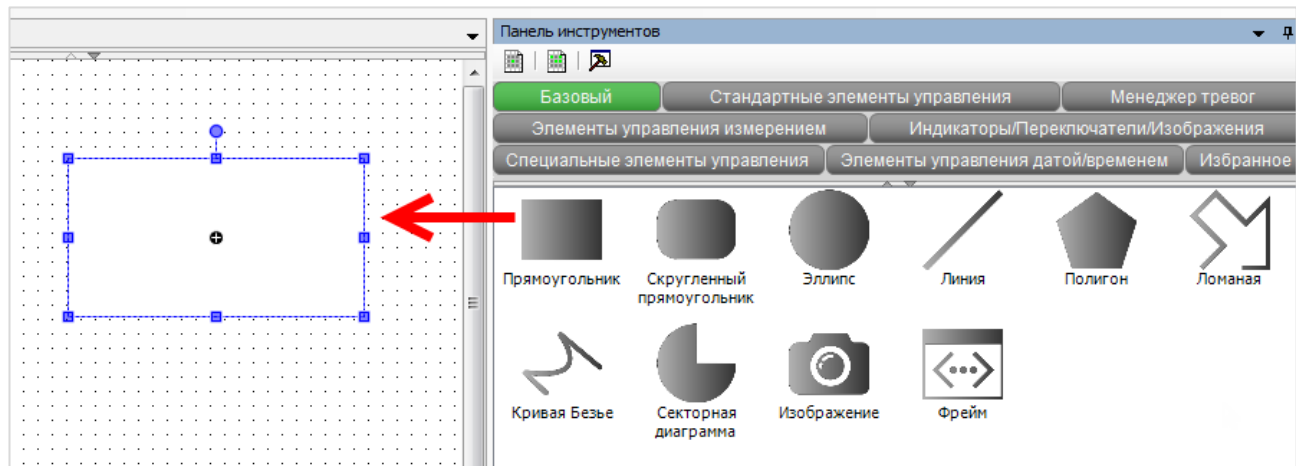 Панель инструментов
Базовый Стандартные элементы управления Менеджер тревог
Элементы управления измерением Индикаторы/Переключатели/Изображения
Специальные элементы управления Элементы управления датой/временем Избранное
Прямоугольник Скругленный Эллипс Линия Полигон Ломаная
прямоугольник
Кривая Безье Секторная Изображение Фрейм
диаграмма